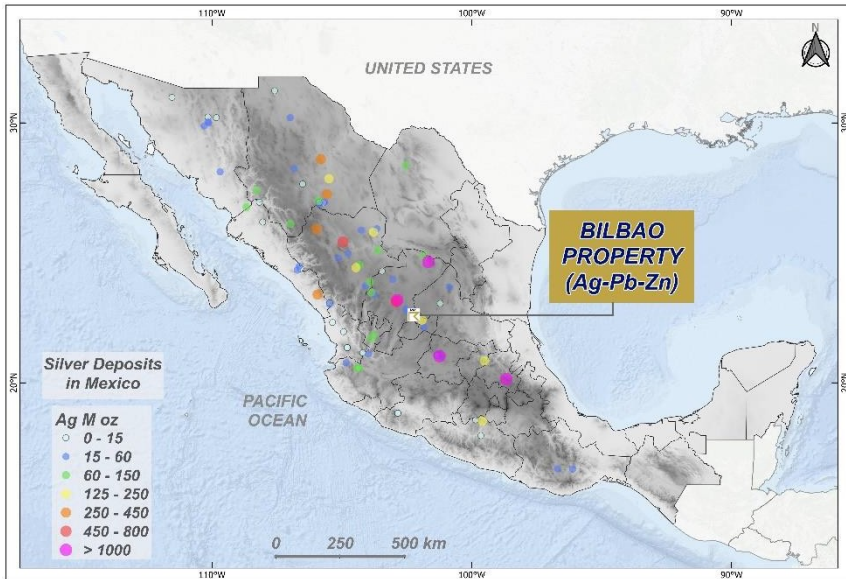 110°W
100°W
90°W
N
UNITED STATES
30°N
30°N
BILBAO
PROPERTY
(Ag-Pb-Zn)
Silver Deposits
in Mexico
20°N
20°N
PACIFIC
OCEAN
Ag M oz
0 - 15
15 - 60
60 - 150
125 - 250
250 - 450
450 - 800
> 1000
0 250 500 km
110°W
100°W
90°W